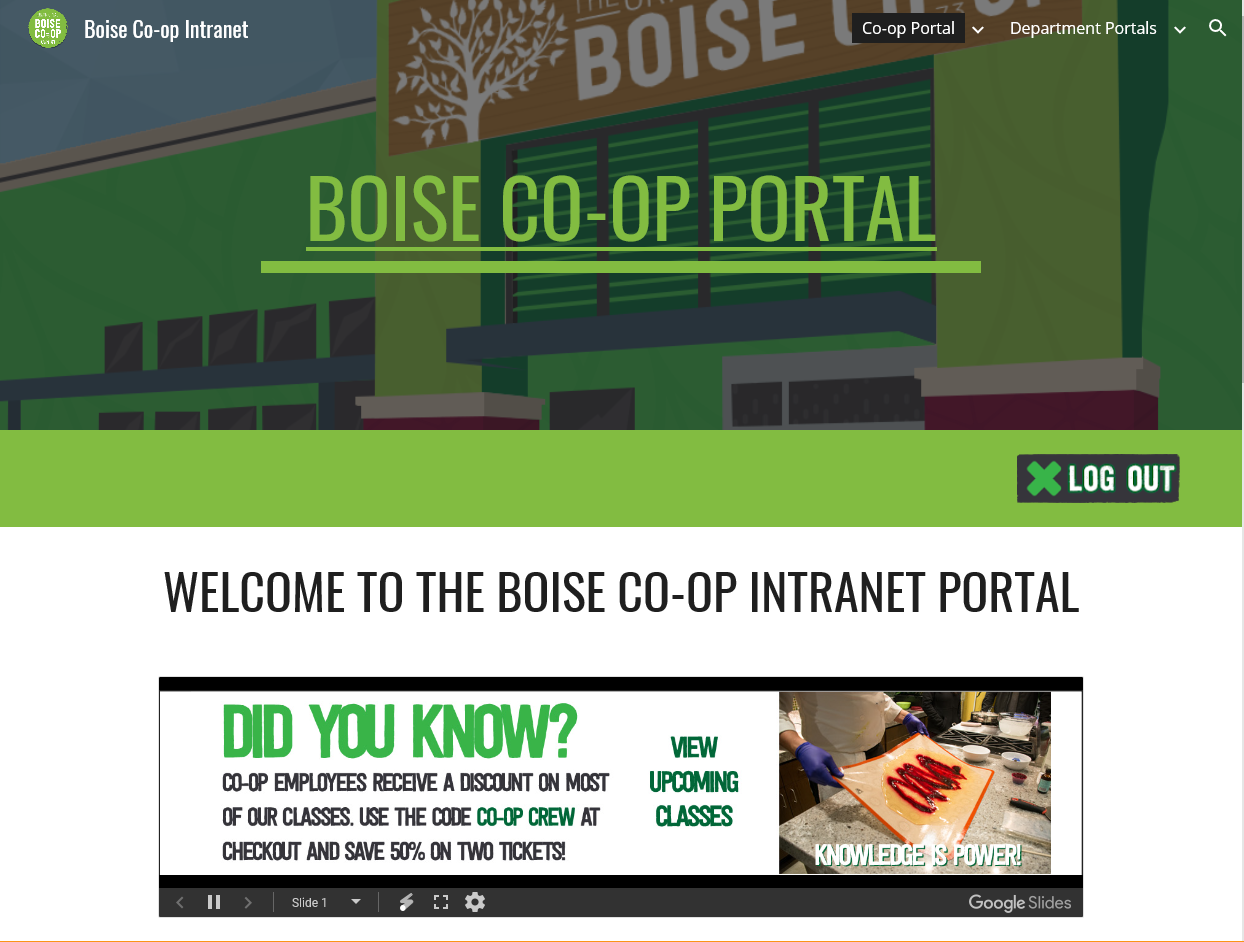 BOISE CO-OP
Boise Co-op Intranet
Co-op Portal
Department Portals
BOISE
73
BOISE CO-OP PORTAL
LOG OUT
WELCOME TO THE BOISE CO-OP INTRANET PORTAL
DID YOU KNOW?
CO-OP EMPLOYEES RECEIVE A DISCOUNT ON MOST
OF OUR CLASSES. USE THE CODE CO-OP CREW AT
CHECKOUT AND SAVE 50% ON TWO TICKETS!
VIEW
UPCOMING
CLASSES
KNOWLEDGE IS POWER!
Slide 1
Google Slides